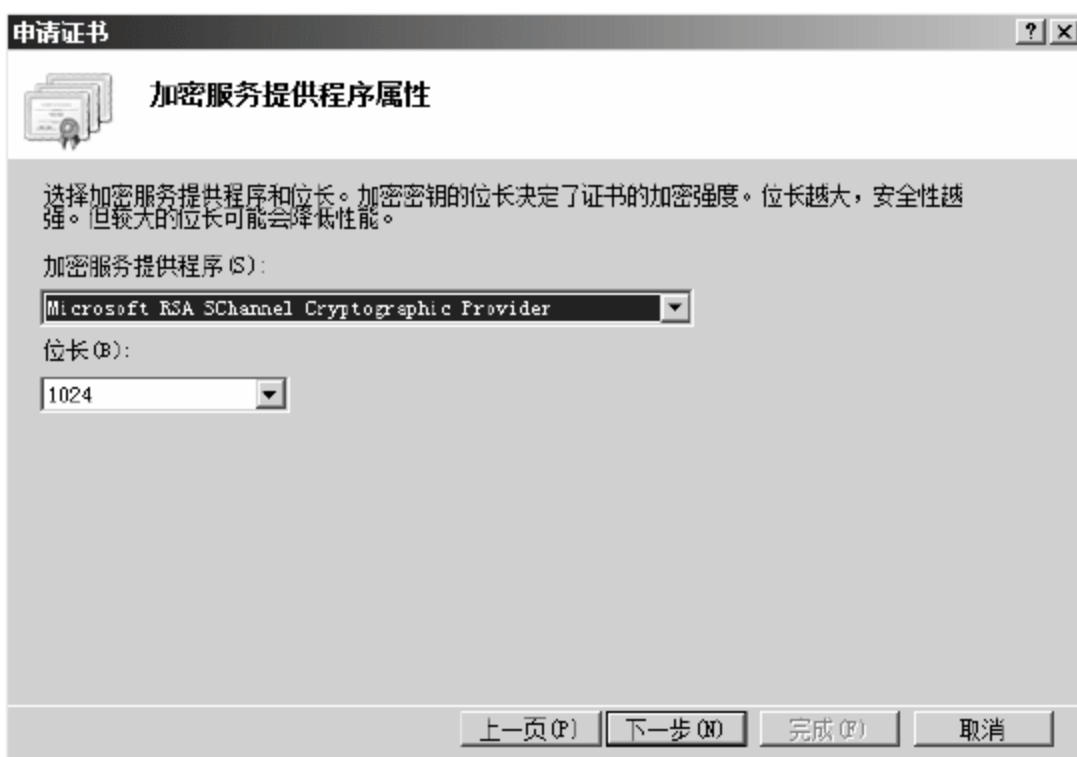 申请证书
加密服务提供程序属性
选择加密服务提供程序和位长。加密密钥的位长决定了证书的加密强度。位长越大，安全性越
强。但较大的位长可能会降低性能。
加密服务提供程序(S):
Microsoft RSA SChannel Cryptographic Provider
位长(B):
1024
上一页(P) 下一步(N) 完成(F) 取消